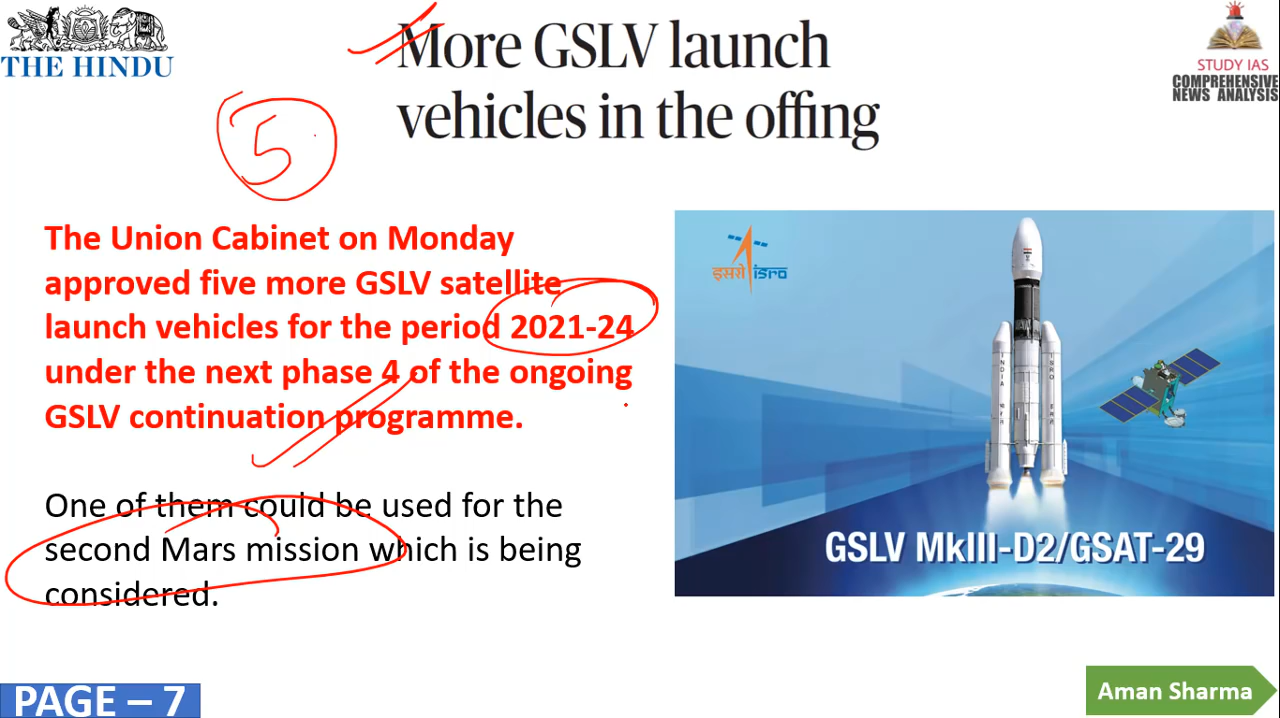 THE HINDU
More GSLV launch
vehicles in the offing
STUDY IAS
COMPREHENSIVE
NEWS ANALYSIS
5
The Union Cabinet on Monday
approved five more GSLV satellite
launch vehicles for the period 2021-24
under the next phase 4 of the ongoing
GSLV continuation programme.
One of them could be used for the
second Mars mission which is being
considered.
इसरो isro
INDIA
ISRO
GSLV MkIII-D2/GSAT-29
PAGE – 7
Aman Sharma